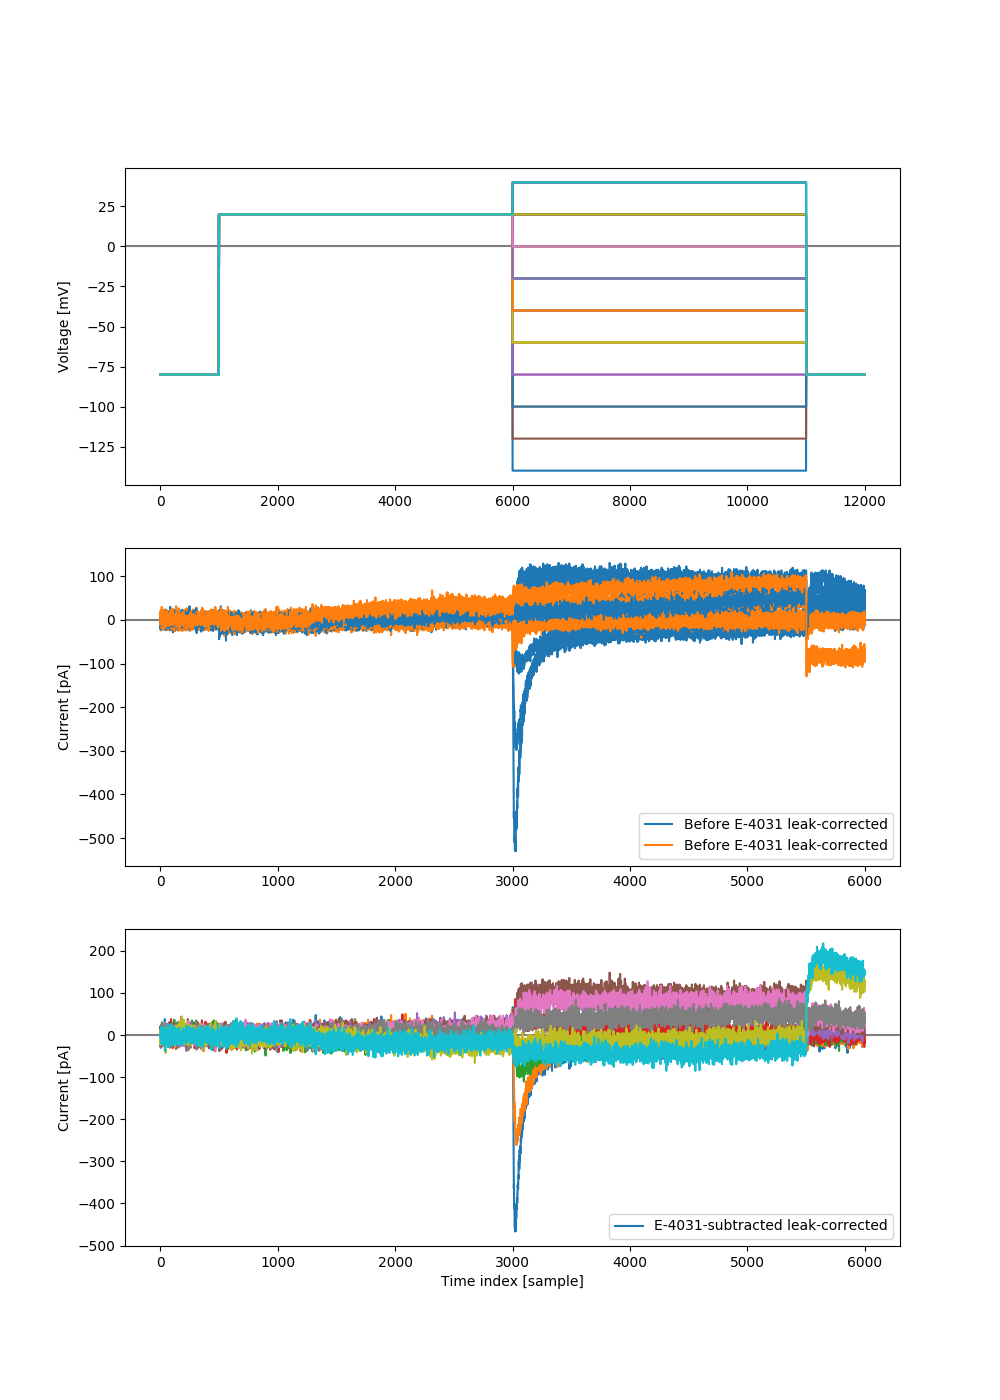 25
0
−25
−50
−75
−100
−125
Voltage [mV]
0 2000 4000 6000 8000 10000 12000
100
0
−100
−200
−300
−400
−500
Current [pA]
Before E-4031 leak-corrected
Before E-4031 leak-corrected
0 1000 2000 3000 4000 5000 6000
200
100
0
−100
−200
−300
−400
−500
Current [pA]
E-4031-subtracted leak-corrected
0 1000 2000 3000 4000 5000 6000
Time index [sample]